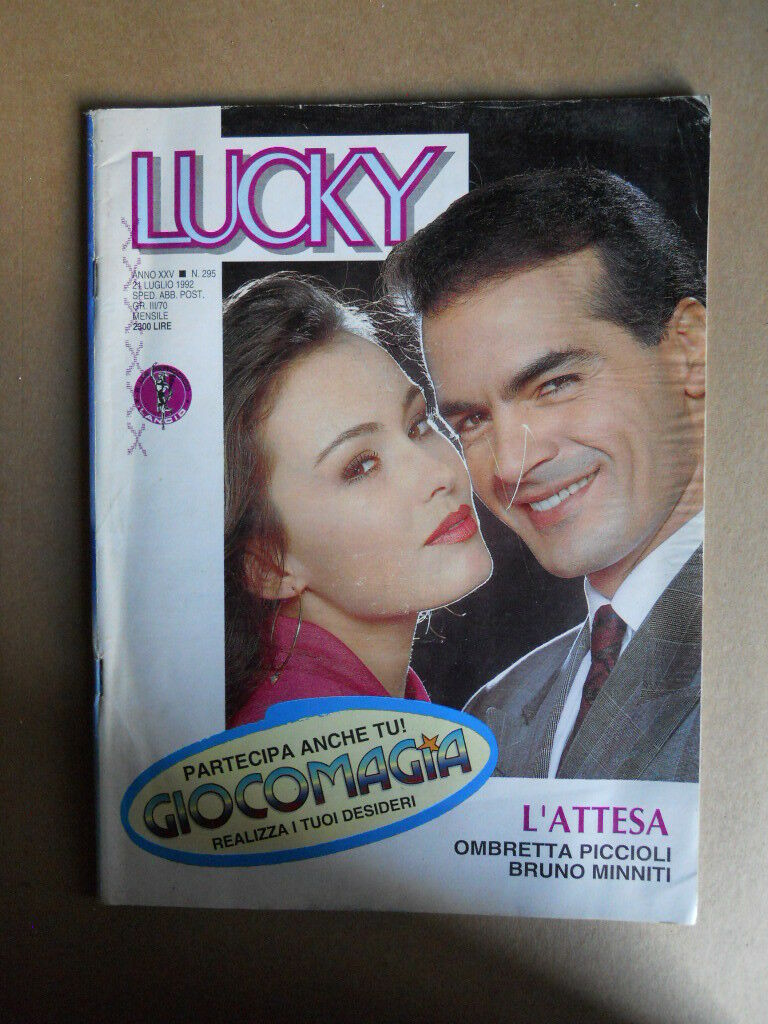 LUCKY
ANNO XXV ■ N. 295
21 LUGLIO 1992
SPED. ABB. POST.
GR. III/70
MENSILE
2300 LIRE
LANCIO
PARTECIPA ANCHE TU!
GIOCOMAGIA
REALIZZA I TUOI DESIDERI
L'ATTESA
OMBRETTA PICCIOLI
BRUNO MINNITI